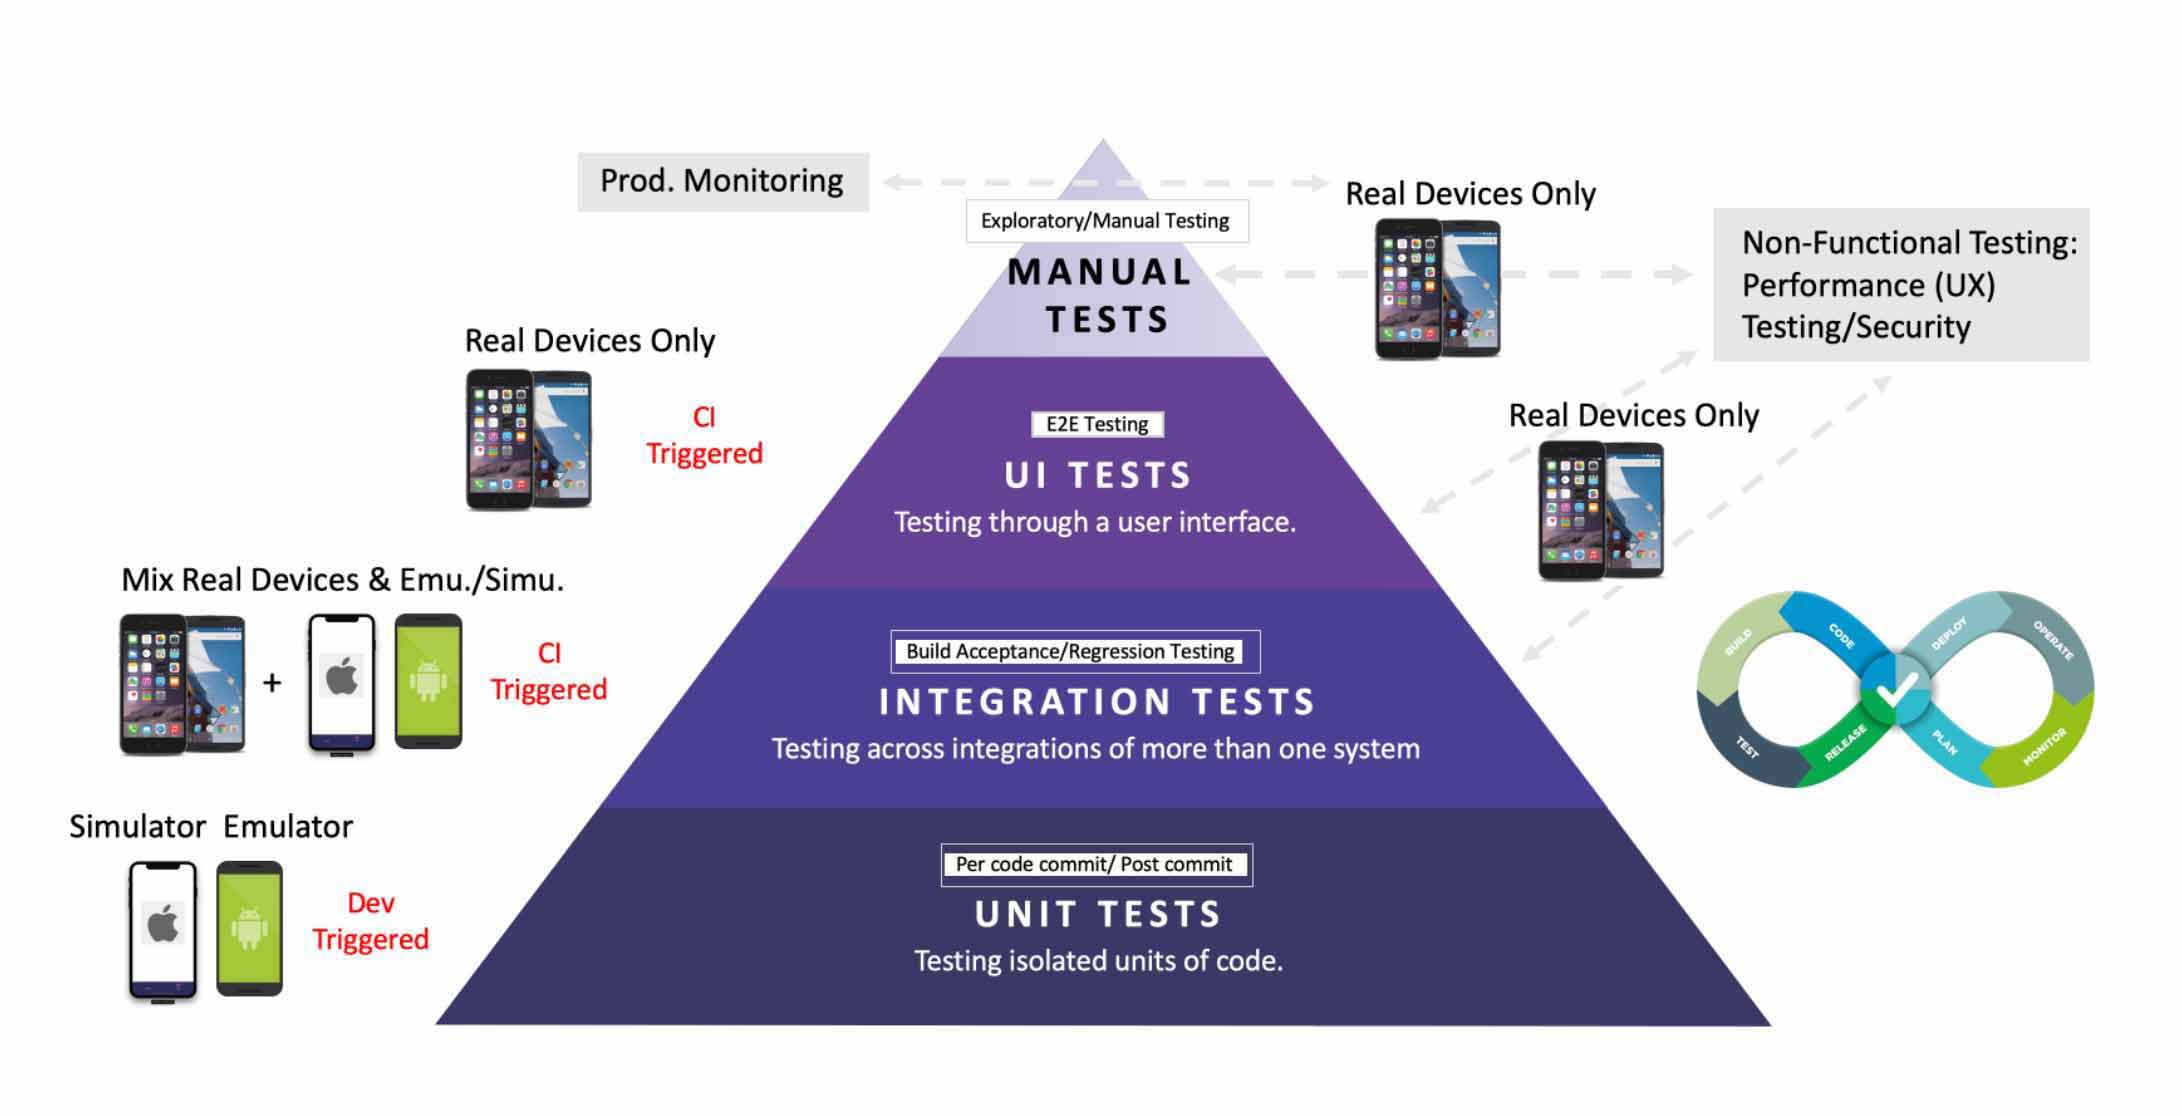 Prod. Monitoring
Real Devices Only
Exploratory/Manual Testing
MANUAL
TESTS
Non-Functional Testing:
Performance (UX)
Testing/Security
Real Devices Only
CI
Triggered
E2E Testing
UI TESTS
Testing through a user interface.
Real Devices Only
Mix Real Devices & Emu./Simu.
+
CI
Triggered
Build Acceptance/Regression Testing
INTEGRATION TESTS
Testing across integrations of more than one system
BUILD
CODE
DEPLOY
OPERATE
TEST
RELEASE
PLAN
MONITOR
Simulator Emulator
Dev
Triggered
Per code commit/ Post commit
UNIT TESTS
Testing isolated units of code.